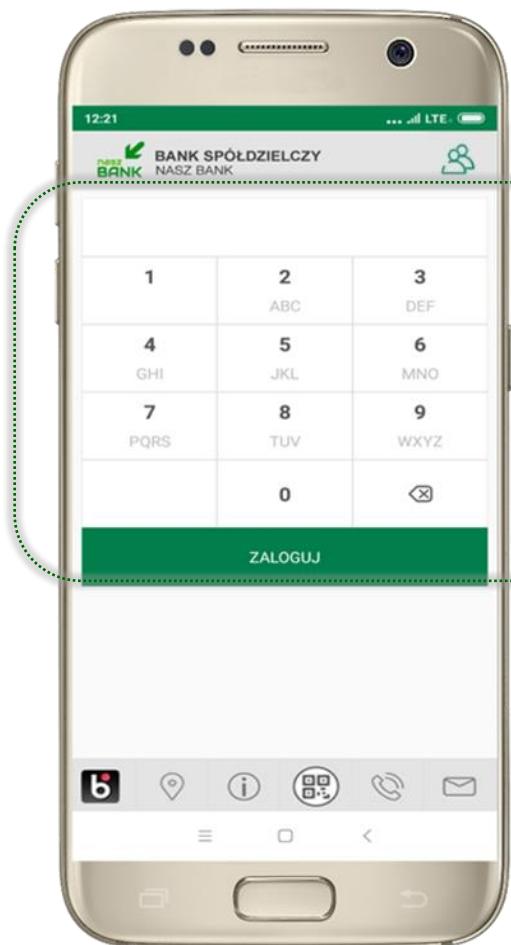 12:21
... LTE
nasz BANK
BANK SPÓŁDZIELCZY
NASZ BANK
1 2 3
ABC DEF
4 5 6
GHI JKL MNO
7 8 9
PQRS TUV WXYZ
0
ZALOGUJ
b
i